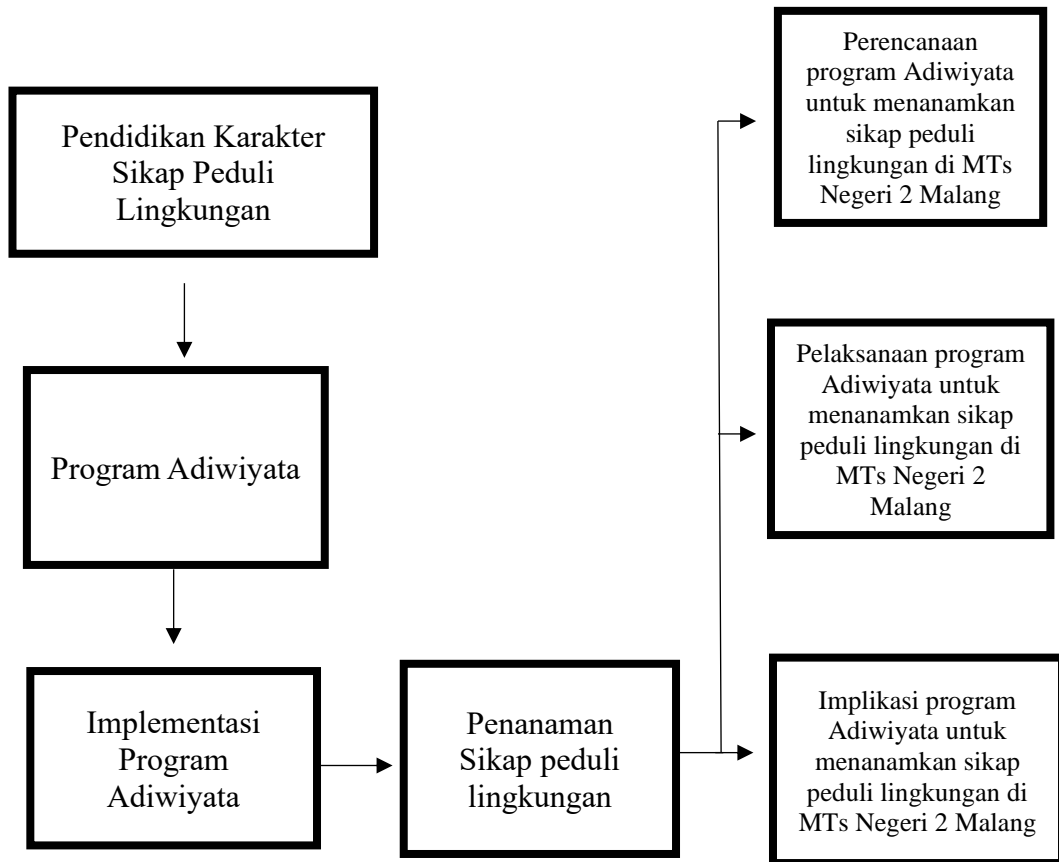 Pendidikan Karakter
Sikap Peduli
Lingkungan
Program Adiwiyata
Implementasi
Program
Adiwiyata
Penanaman
Sikap peduli
lingkungan
Perencanaan
program Adiwiyata
untuk menanamkan
sikap peduli
lingkungan di MTs
Negeri 2 Malang
Pelaksanaan program
Adiwiyata untuk
menanamkan sikap
peduli lingkungan di
MTs Negeri 2
Malang
Implikasi program
Adiwiyata untuk
menanamkan sikap
peduli lingkungan di
MTs Negeri 2 Malang